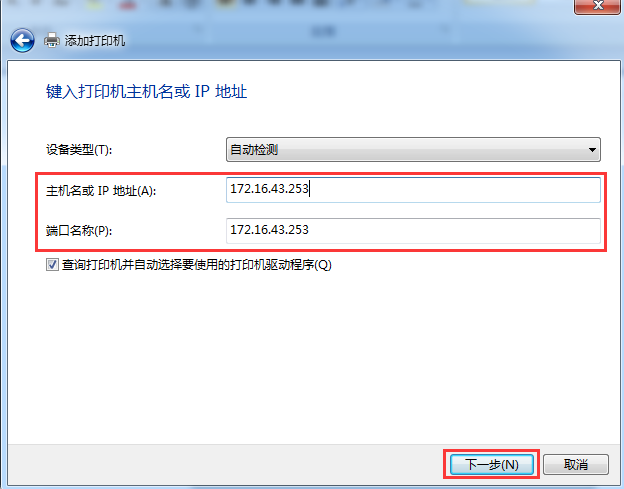 添加打印机
键入打印机主机名或 IP 地址
设备类型(T):
自动检测
主机名或 IP 地址(A):
172.16.43.253
端口名称(P):
172.16.43.253
查询打印机并自动选择要使用的打印机驱动程序(Q)
下一步(N)
取消